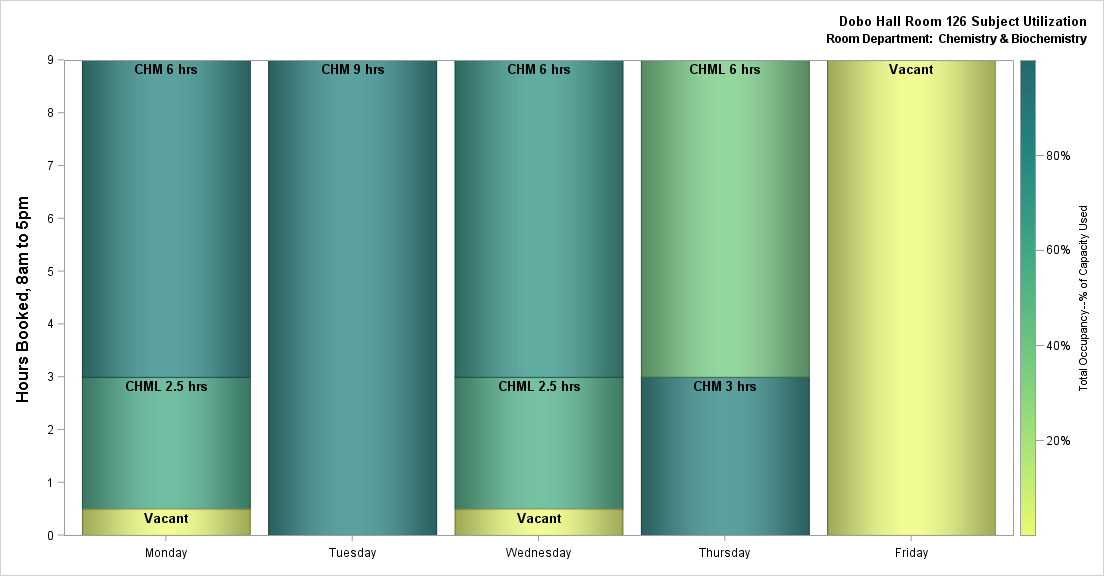 Dobo Hall Room 126 Subject Utilization
Room Department: Chemistry & Biochemistry
Hours Booked, 8am to 5pm
9
8
7
6
5
4
3
2
1
0
CHM 6 hrs
CHML 2.5 hrs
Vacant
CHM 9 hrs
CHM 6 hrs
CHML 2.5 hrs
Vacant
CHML 6 hrs
CHM 3 hrs
Vacant
Monday
Tuesday
Wednesday
Thursday
Friday
80%
60%
40%
20%
Total Occupancy--% of Capacity Used